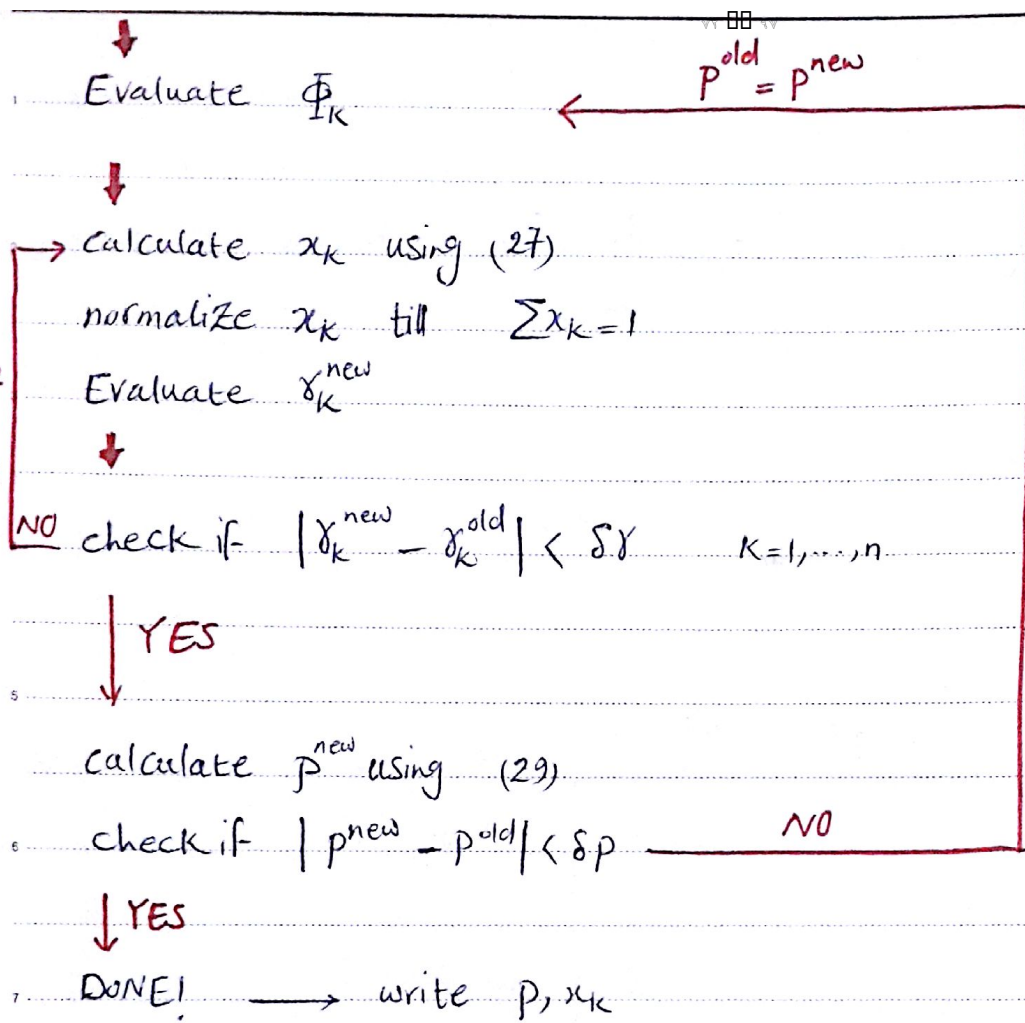 P^old = P^new
Evaluate Φ_K
calculate x_K using (27)
normalize x_K till Σx_K = 1
Evaluate γ_K^new
NO check if |γ_K^new - γ_K^old| < δγ K=1,...,n
YES
calculate P^new using (29)
check if |P^new - P^old| < δP NO
YES
DONE! → write P, x_K